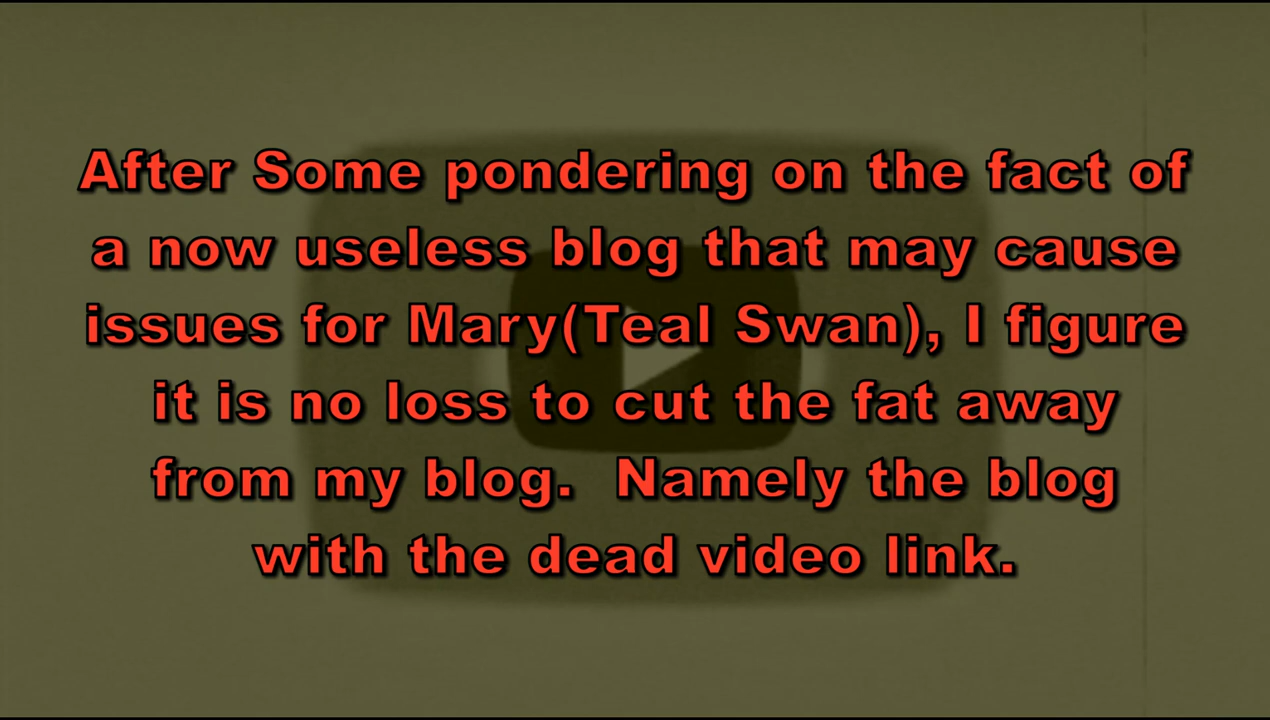 After Some pondering on the fact of
a now useless blog that may cause
issues for Mary(Teal Swan), I figure
it is no loss to cut the fat away
from my blog.  Namely the blog
with the dead video link.